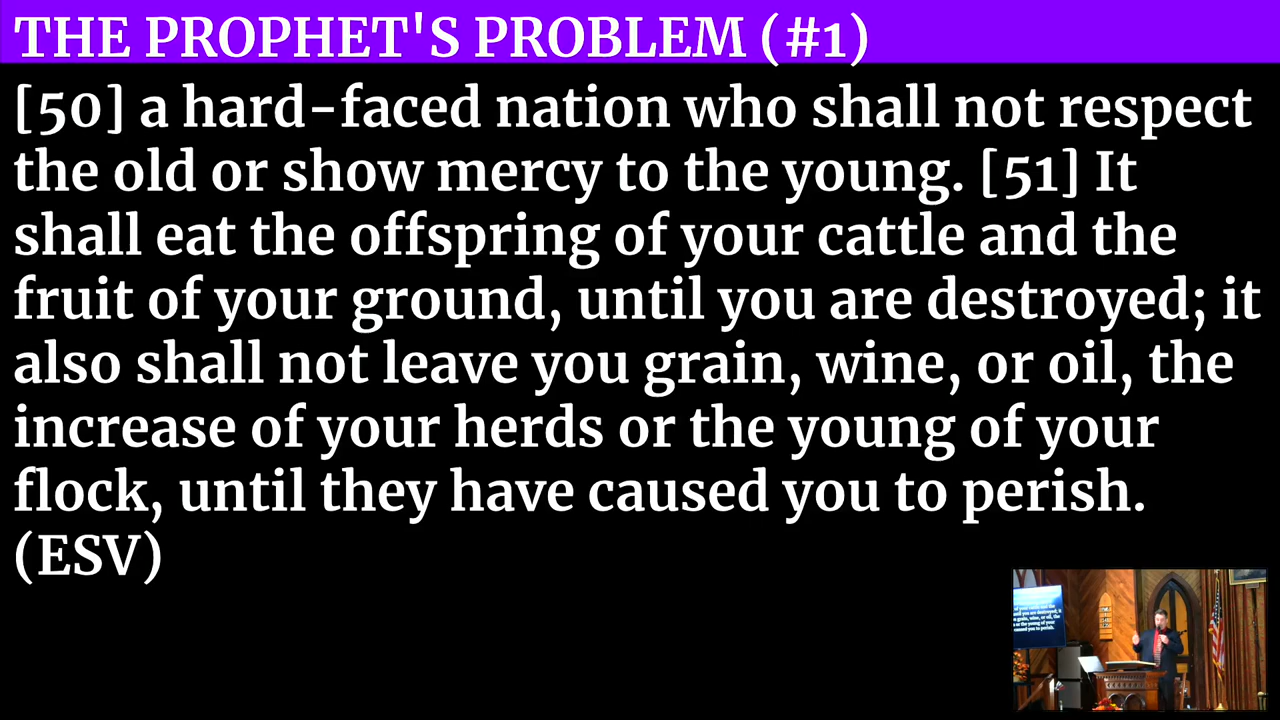 THE PROPHET'S PROBLEM (#1)
[50] a hard-faced nation who shall not respect
the old or show mercy to the young. [51] It
shall eat the offspring of your cattle and the
fruit of your ground, until you are destroyed; it
also shall not leave you grain, wine, or oil, the
increase of your herds or the young of your
flock, until they have caused you to perish.
(ESV)